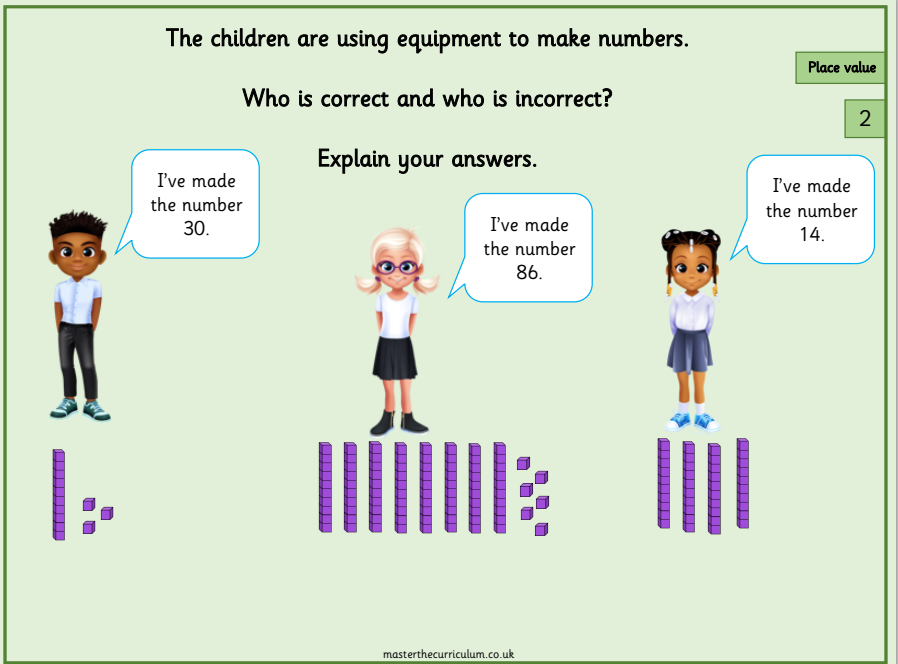 The children are using equipment to make numbers.
Place value
Who is correct and who is incorrect?
2
Explain your answers.
I've made
the number
30.
I've made
the number
86.
I've made
the number
14.
masterthecurriculum.co.uk